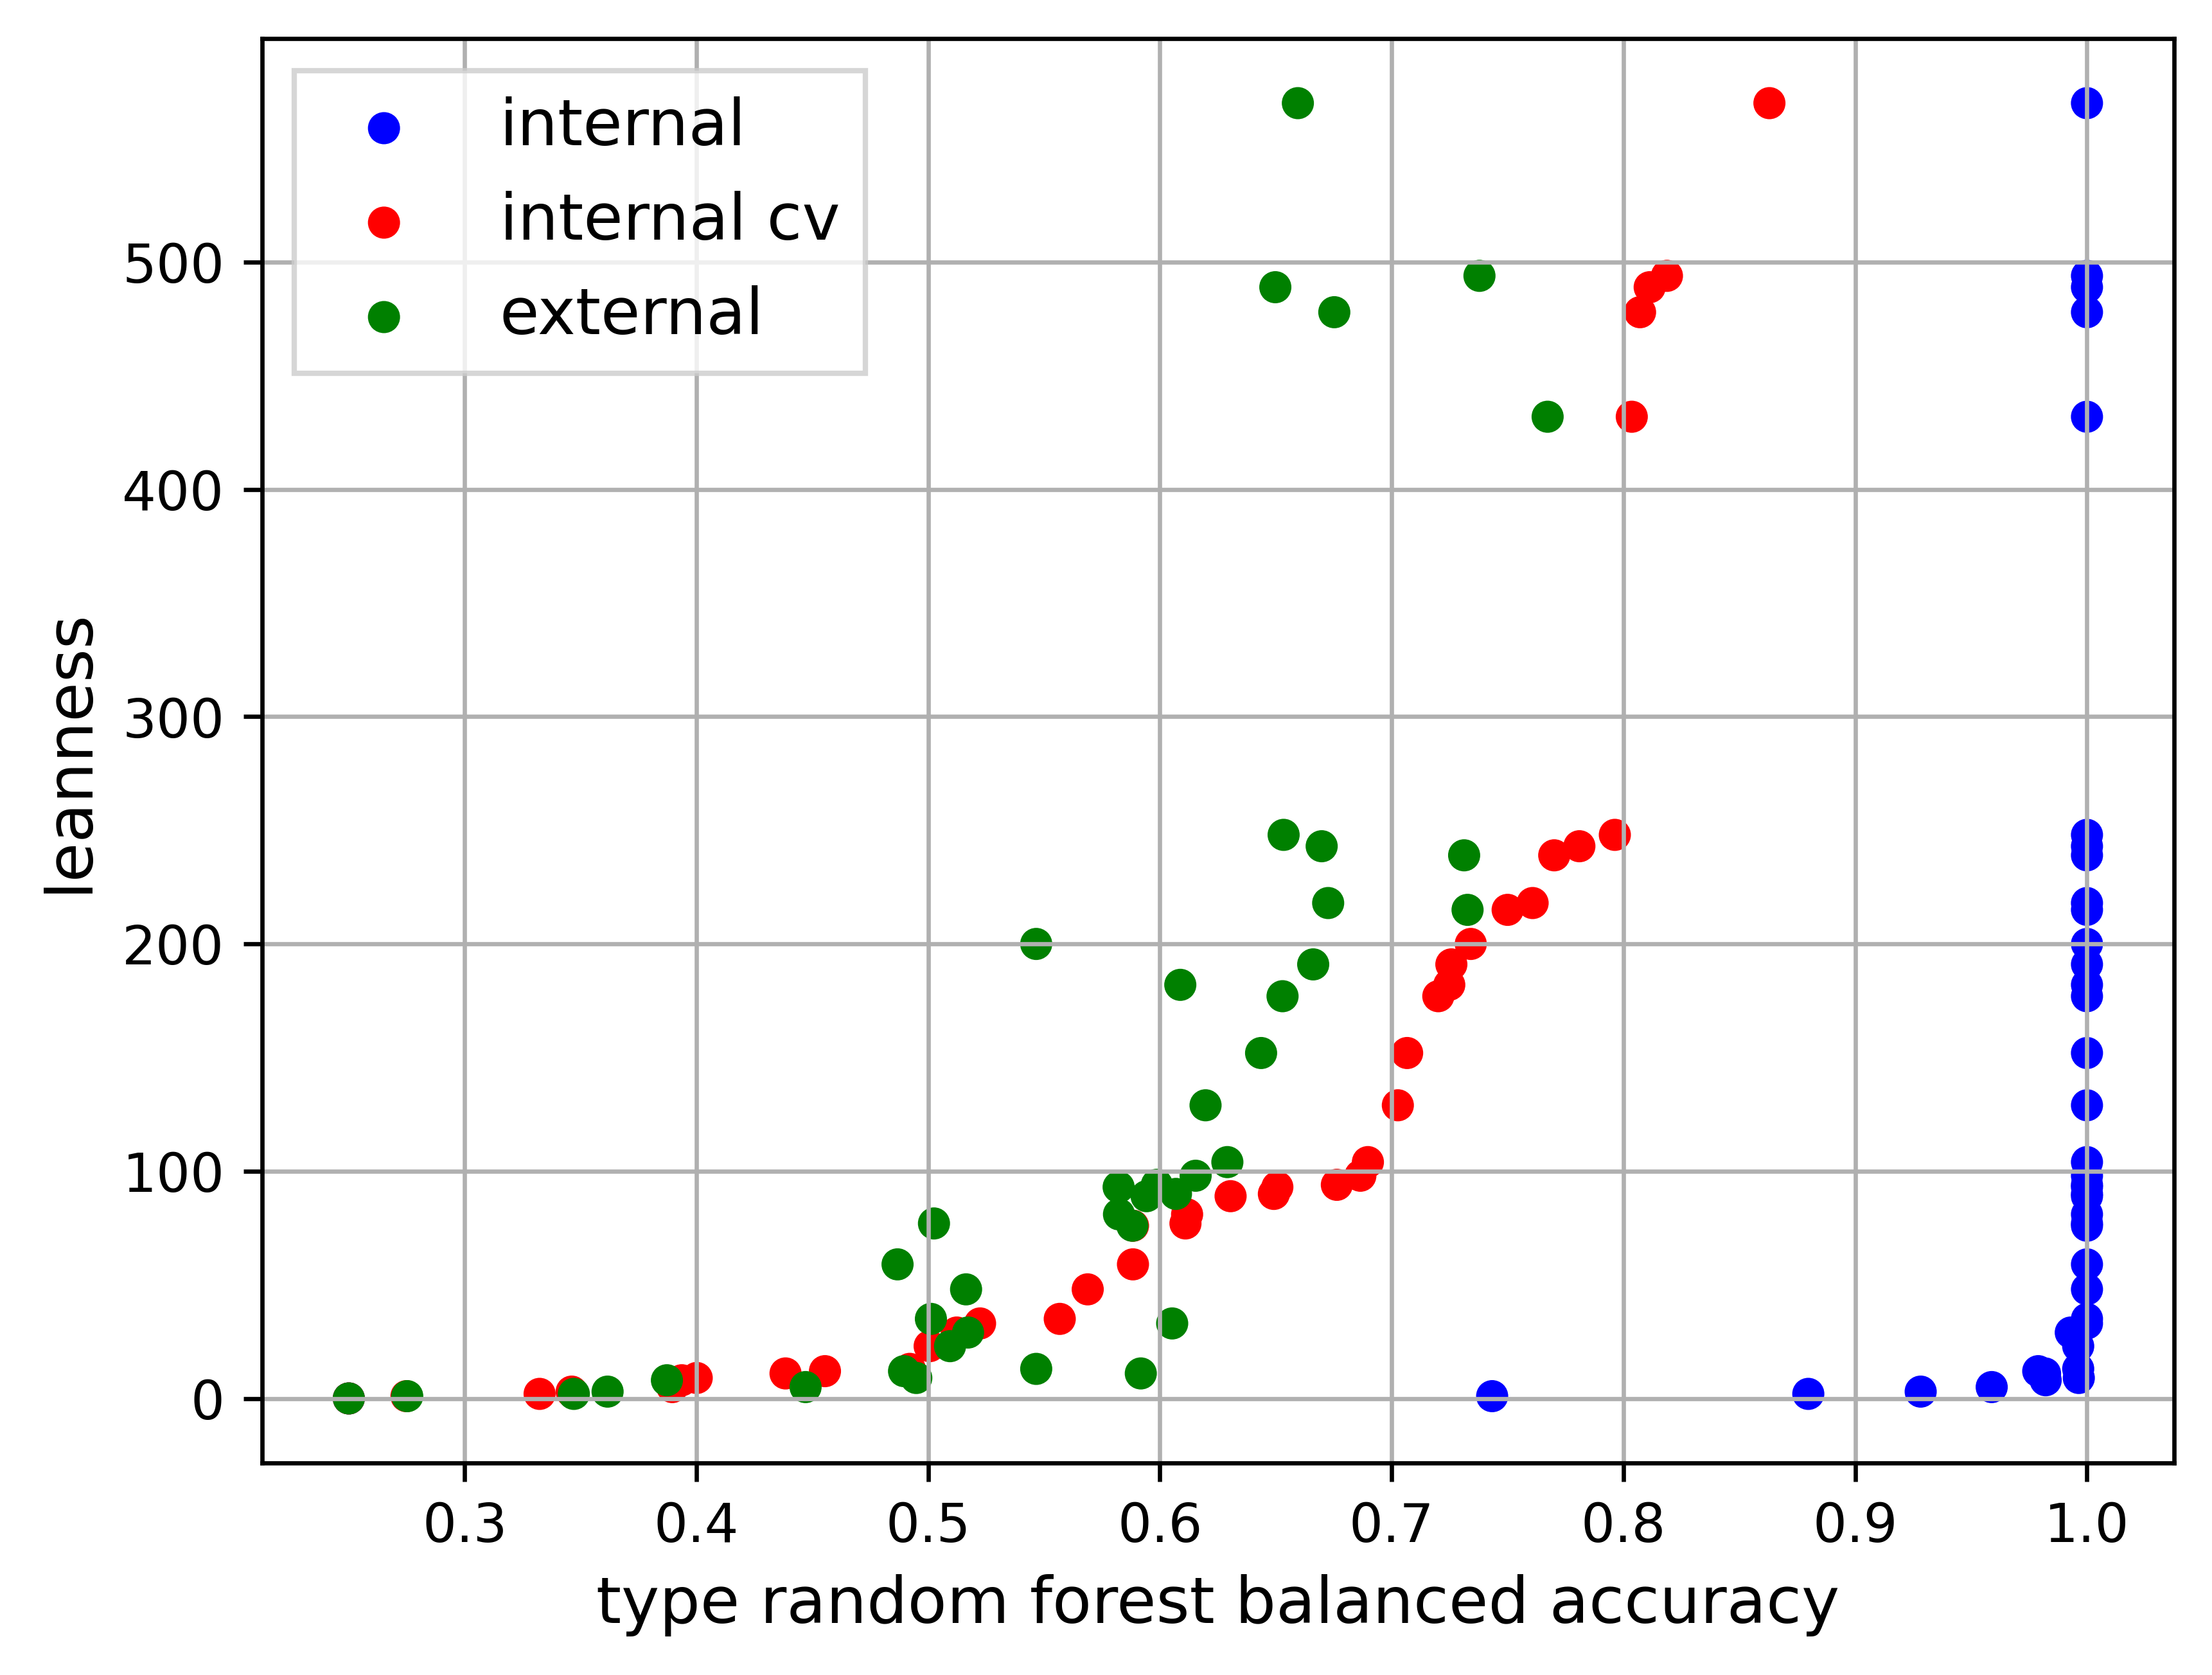 internal
internal cv
external
500
400
300
200
100
0
leanness
0.3 0.4 0.5 0.6 0.7 0.8 0.9 1.0
type random forest balanced accuracy